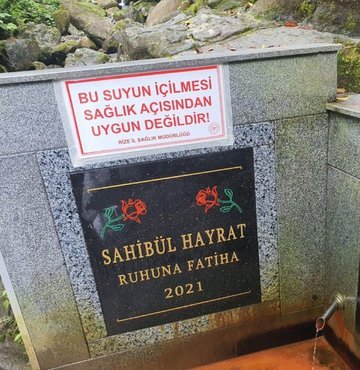 BU SUYUN İÇİLMESİ
SAĞLIK AÇISINDAN
UYGUN DEĞİLDİR!
RİZE İL SAĞLIK MÜDÜRLÜĞÜ
SAHİBÜL HAYRAT
RUHUNA FATİHA
2021